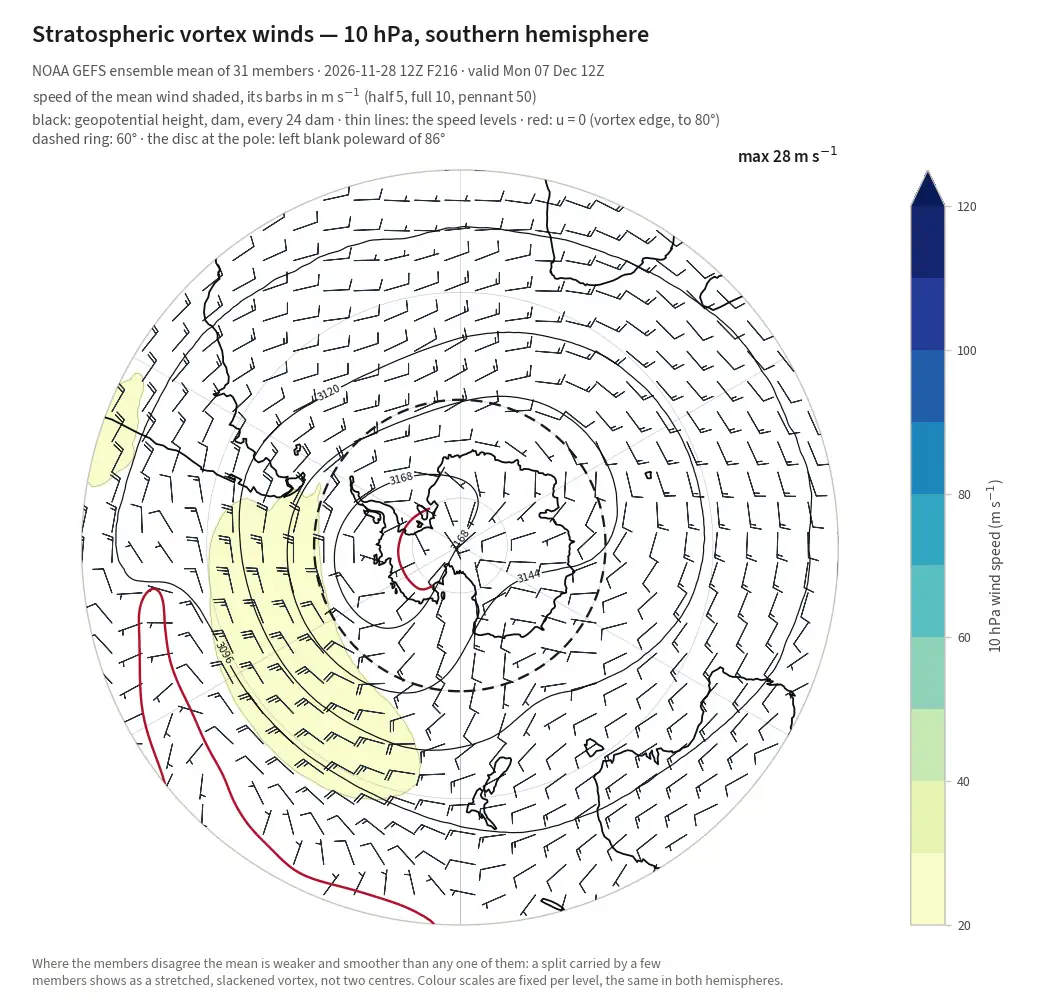 Stratospheric vortex winds — 10 hPa, southern hemisphere
NOAA GEFS ensemble mean of 31 members · 2026-11-28 12Z F216 · valid Mon 07 Dec 12Z
speed of the mean wind shaded, its barbs in m s⁻¹ (half 5, full 10, pennant 50)
black: geopotential height, dam, every 24 dam · thin lines: the speed levels · red: u = 0 (vortex edge, to 80°)
dashed ring: 60° · the disc at the pole: left blank poleward of 86°
max 28 m s⁻¹
120
100
80
60
40
20
10 hPa wind speed (m s⁻¹)
3120
3168
3168
3144
3096
Where the members disagree the mean is weaker and smoother than any one of them: a split carried by a few
members shows as a stretched, slackened vortex, not two centres. Colour scales are fixed per level, the same in both hemispheres.